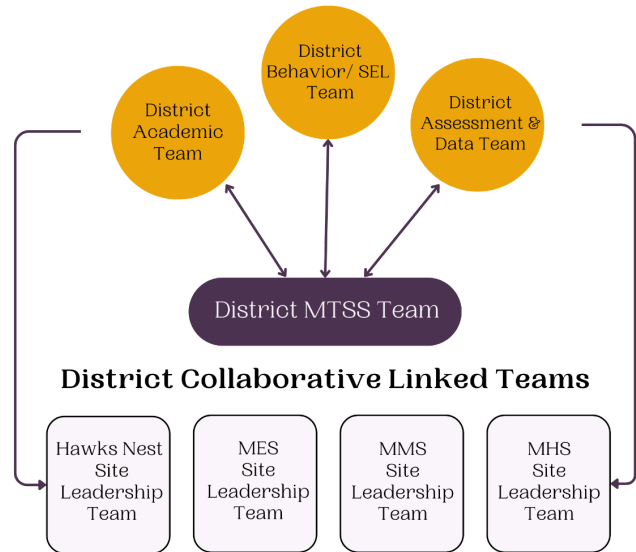 District
Behavior/ SEL
Team
District
Academic
Team
District
Assessment &
Data Team
District MTSS Team
District Collaborative Linked Teams
Hawks Nest
Site
Leadership
Team
MES
Site
Leadership
Team
MMS
Site
Leadership
Team
MHS
Site
Leadership
Team